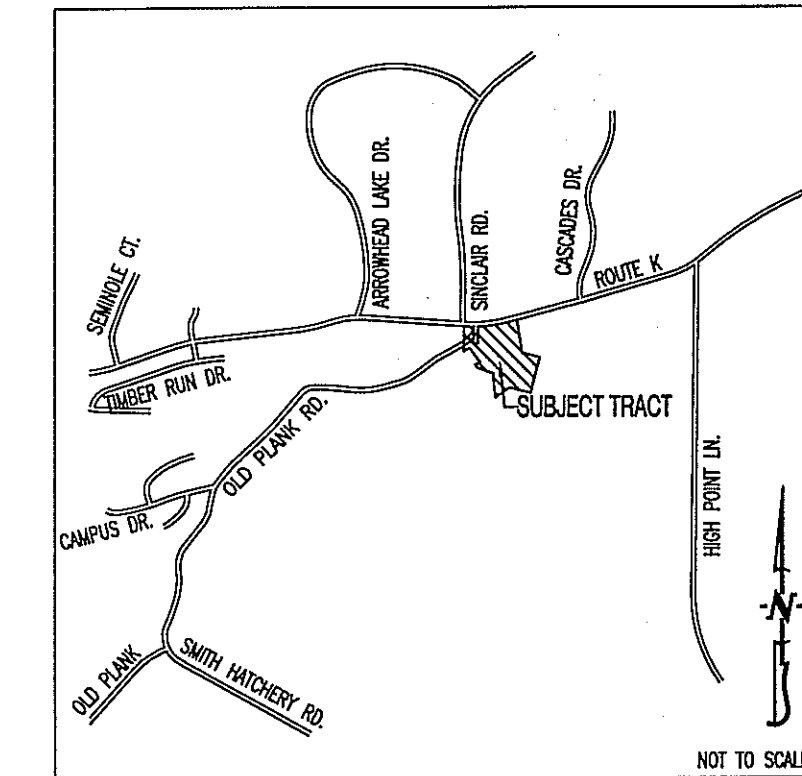 ARROWHEAD LAKE DR.
SINCLAIR RD.
CASCADES DR.
SEMINOLE CT.
ROUTE K
TIMBER RUN DR.
SUBJECT TRACT
OLD PLANK RD.
HIGH POINT LN.
CAMPUS DR.
N
OLD PLANK
SMITH HATCHERY RD.
NOT TO SCALE